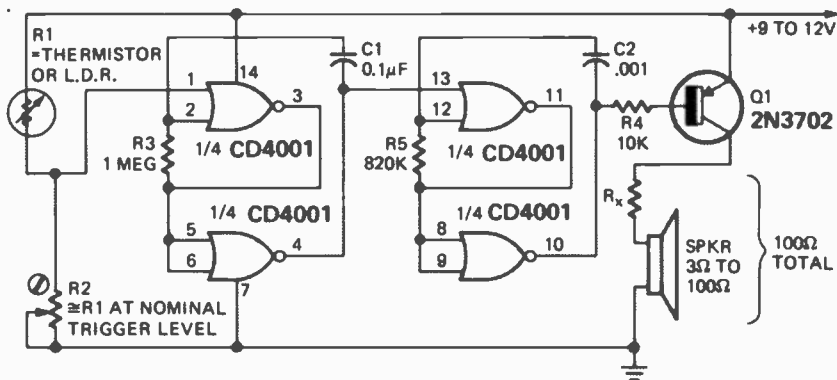 R1
=THERMISTOR
OR L.D.R.
14
1
2
3
R3
1 MEG
1/4 CD4001
C1
0.1µF
13
12
11
R5
820K
1/4 CD4001
C2
.001
R4
10K
+9 TO 12V
Q1
2N3702
1/4 CD4001
5
6
4
7
1/4 CD4001
8
9
10
Rx
SPKR
3Ω TO
100Ω
100Ω
TOTAL
R2
≅R1 AT NOMINAL
TRIGGER LEVEL